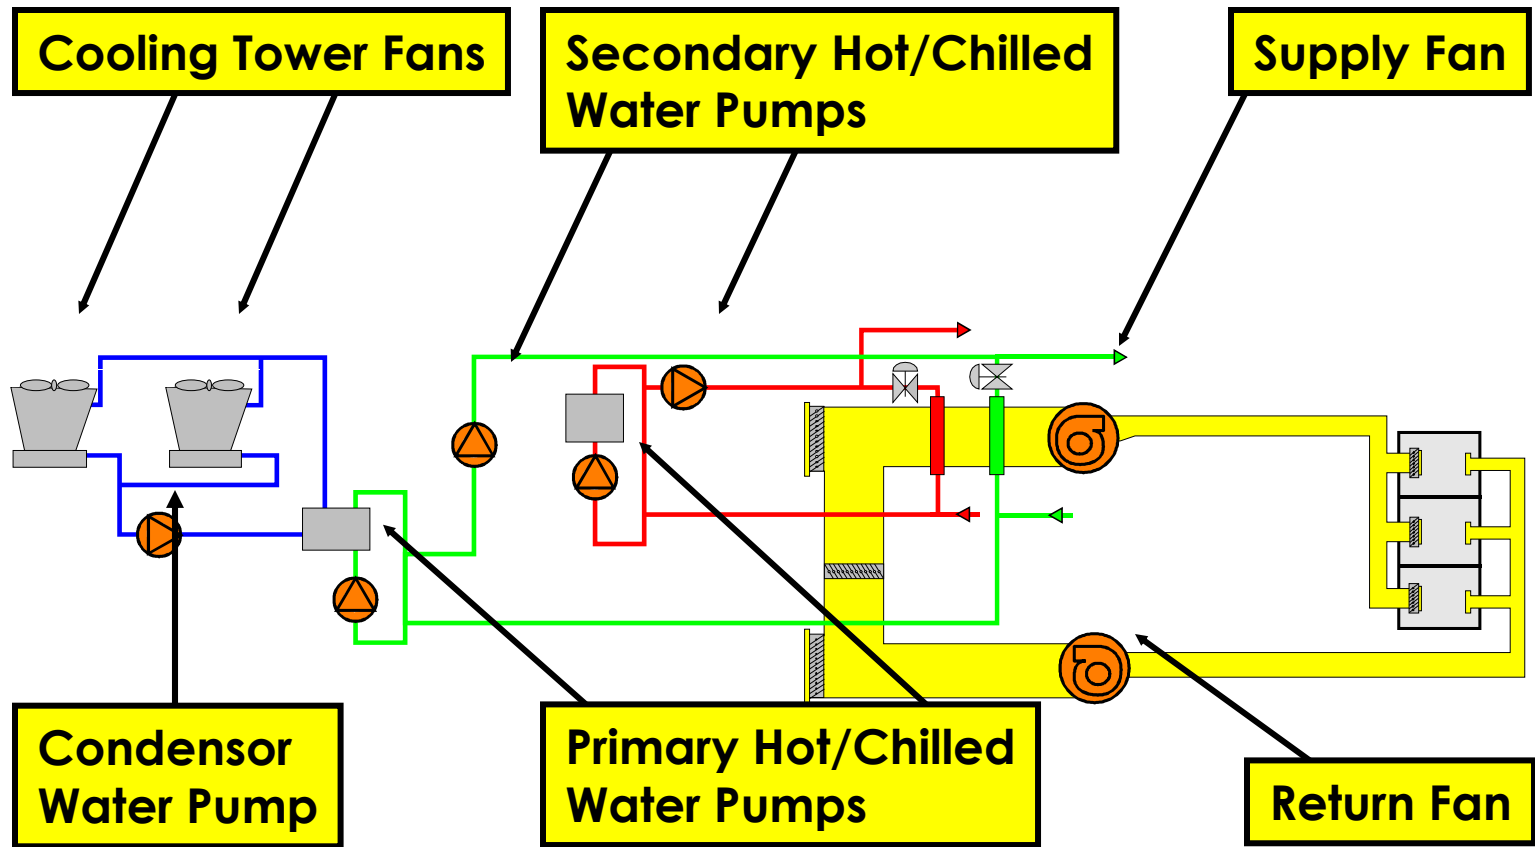 Cooling Tower Fans
Secondary Hot/Chilled
Water Pumps
Supply Fan
Condensor
Water Pump
Primary Hot/Chilled
Water Pumps
Return Fan